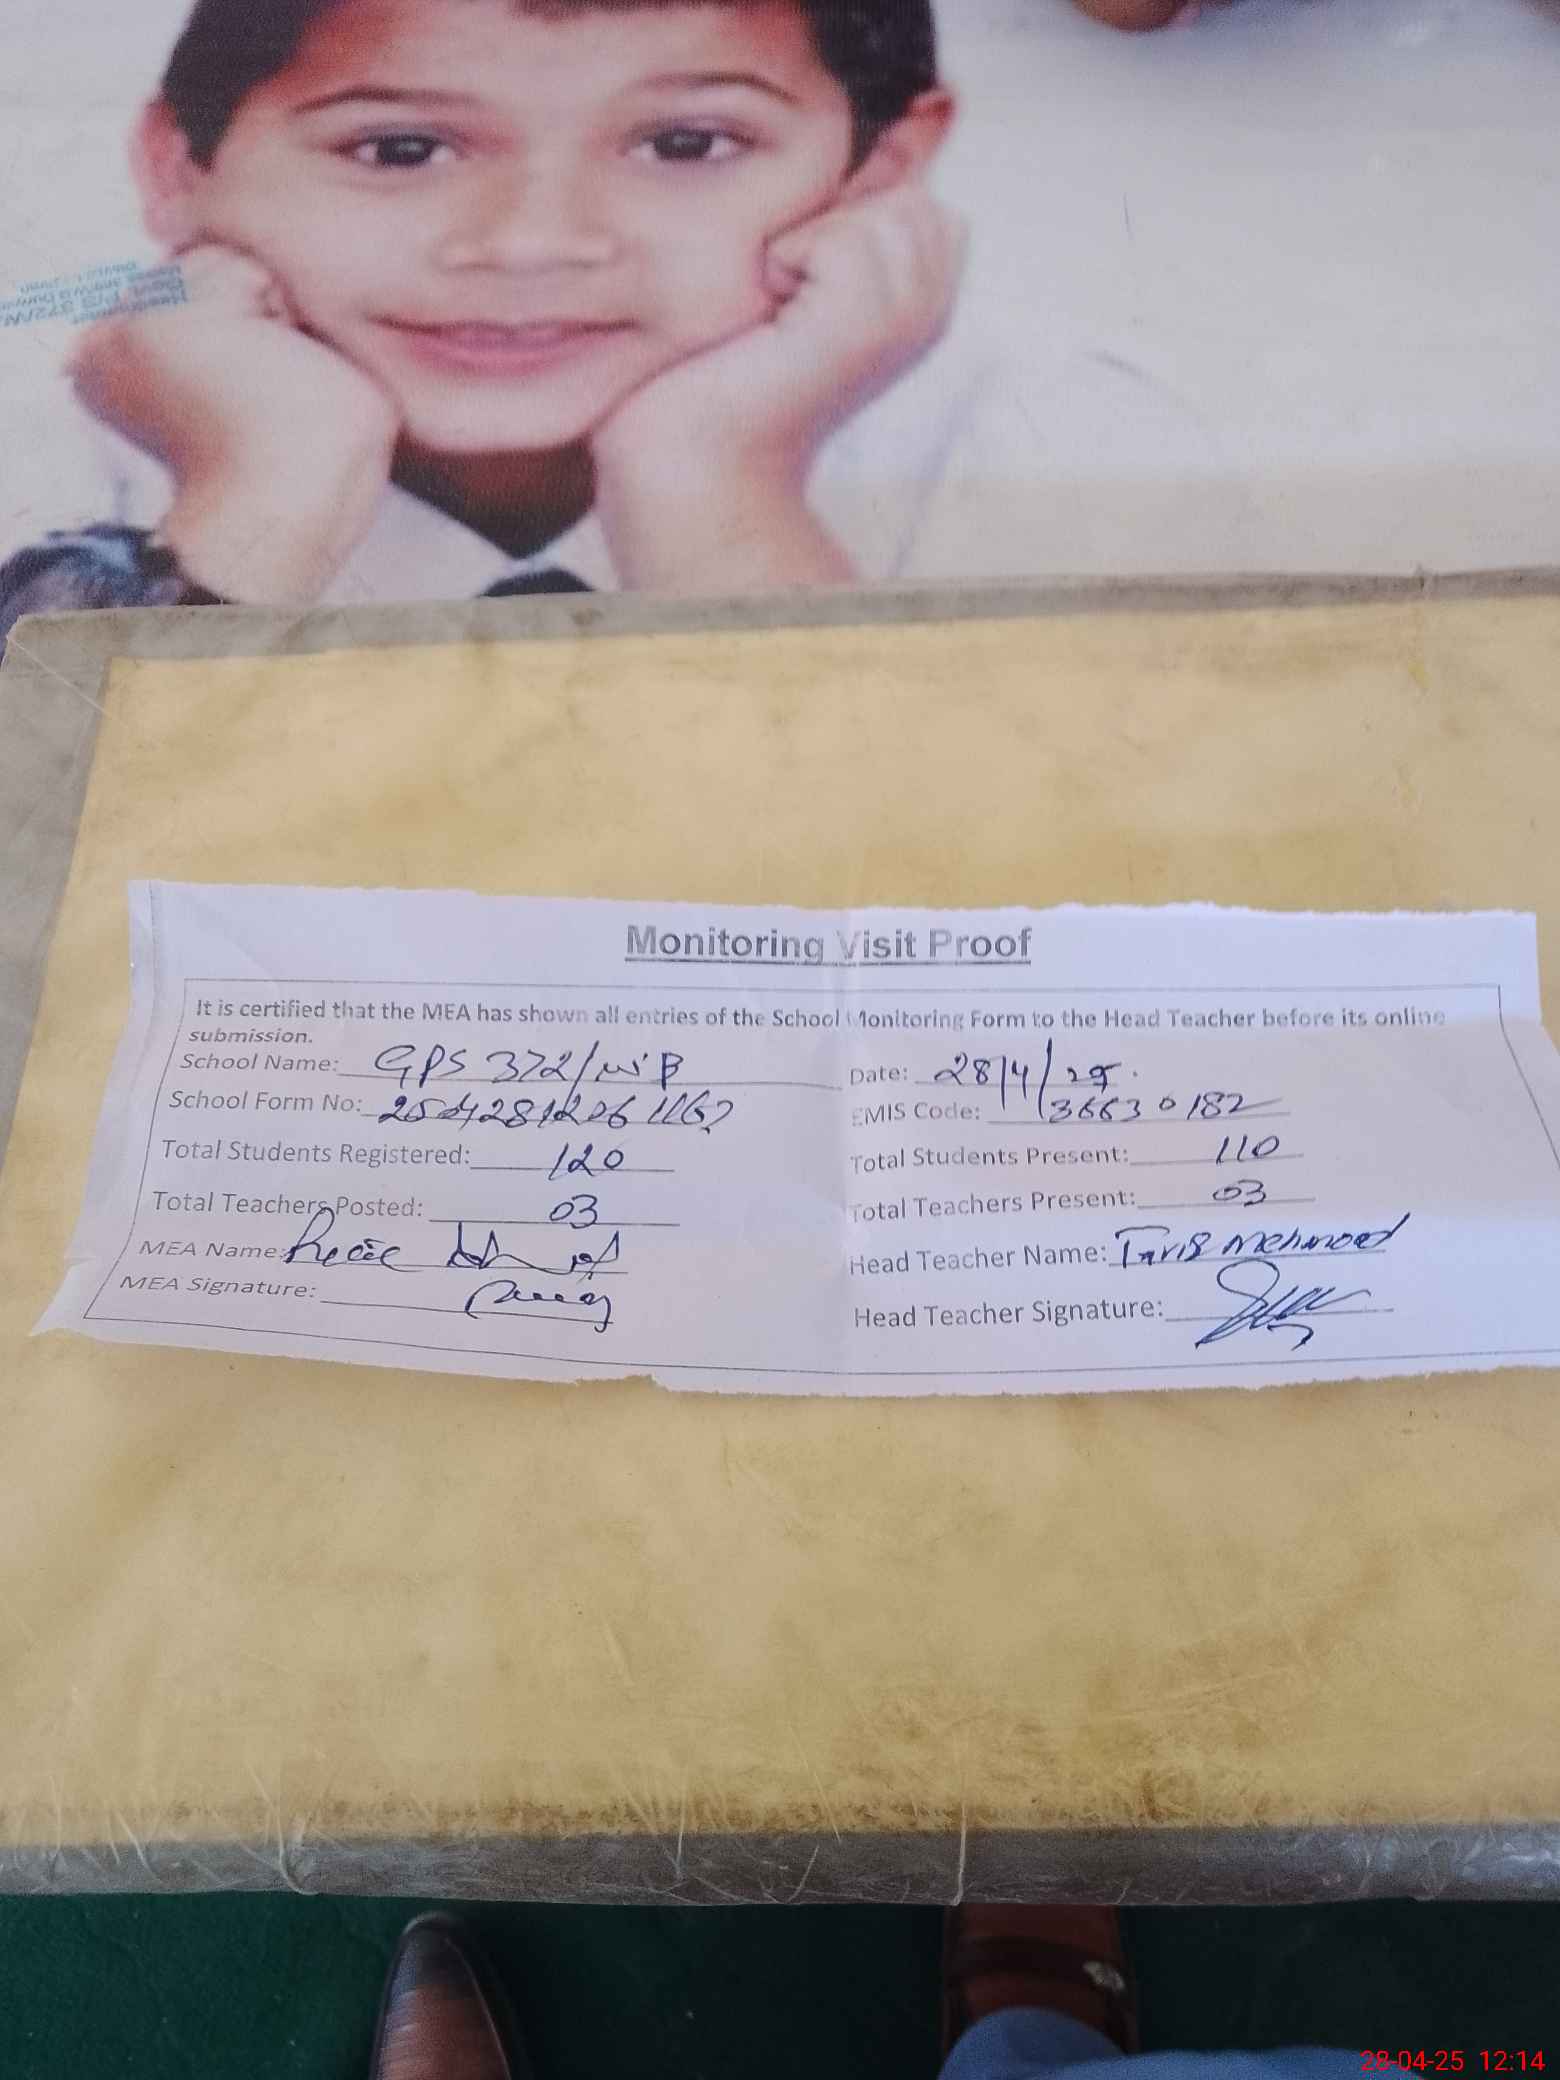 Monitoring Visit Proof
It is certified that the MEA has shown all entries of the School Monitoring Form to the Head Teacher before its online
submission.
School Name: GPS 372/WB
Date: 28/4/25.
School Form No:
EMIS Code: 36630182
Total Students Registered: 120
Total Students Present: 110
Total Teachers Posted: 03
Total Teachers Present: 03
MEA Name:
Head Teacher Name: Tariq Mehmood
MEA Signature:
Head Teacher Signature:
28-04-25 12:14